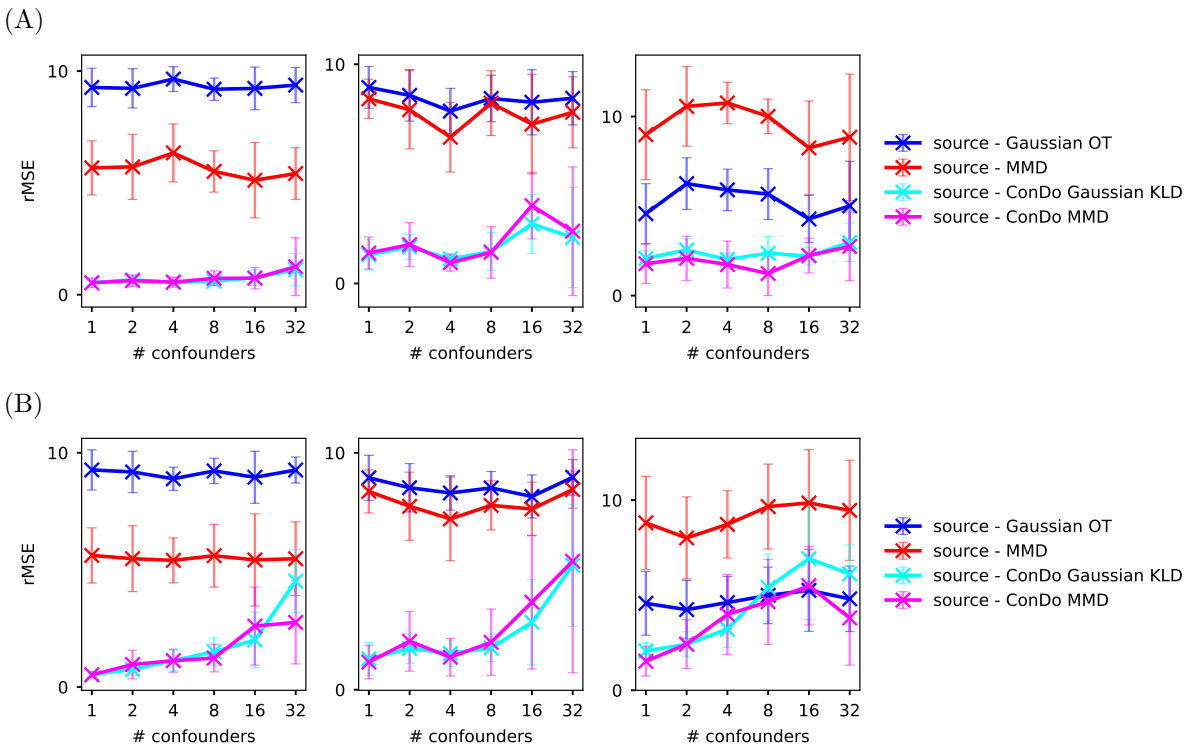 (A)
10
0
rMSE
1 2 4 8 16 32
# confounders
10
0
1 2 4 8 16 32
# confounders
10
0
1 2 4 8 16 32
# confounders
source - Gaussian OT
source - MMD
source - ConDo Gaussian KLD
source - ConDo MMD
(B)
10
0
rMSE
1 2 4 8 16 32
# confounders
10
0
1 2 4 8 16 32
# confounders
10
0
1 2 4 8 16 32
# confounders
source - Gaussian OT
source - MMD
source - ConDo Gaussian KLD
source - ConDo MMD